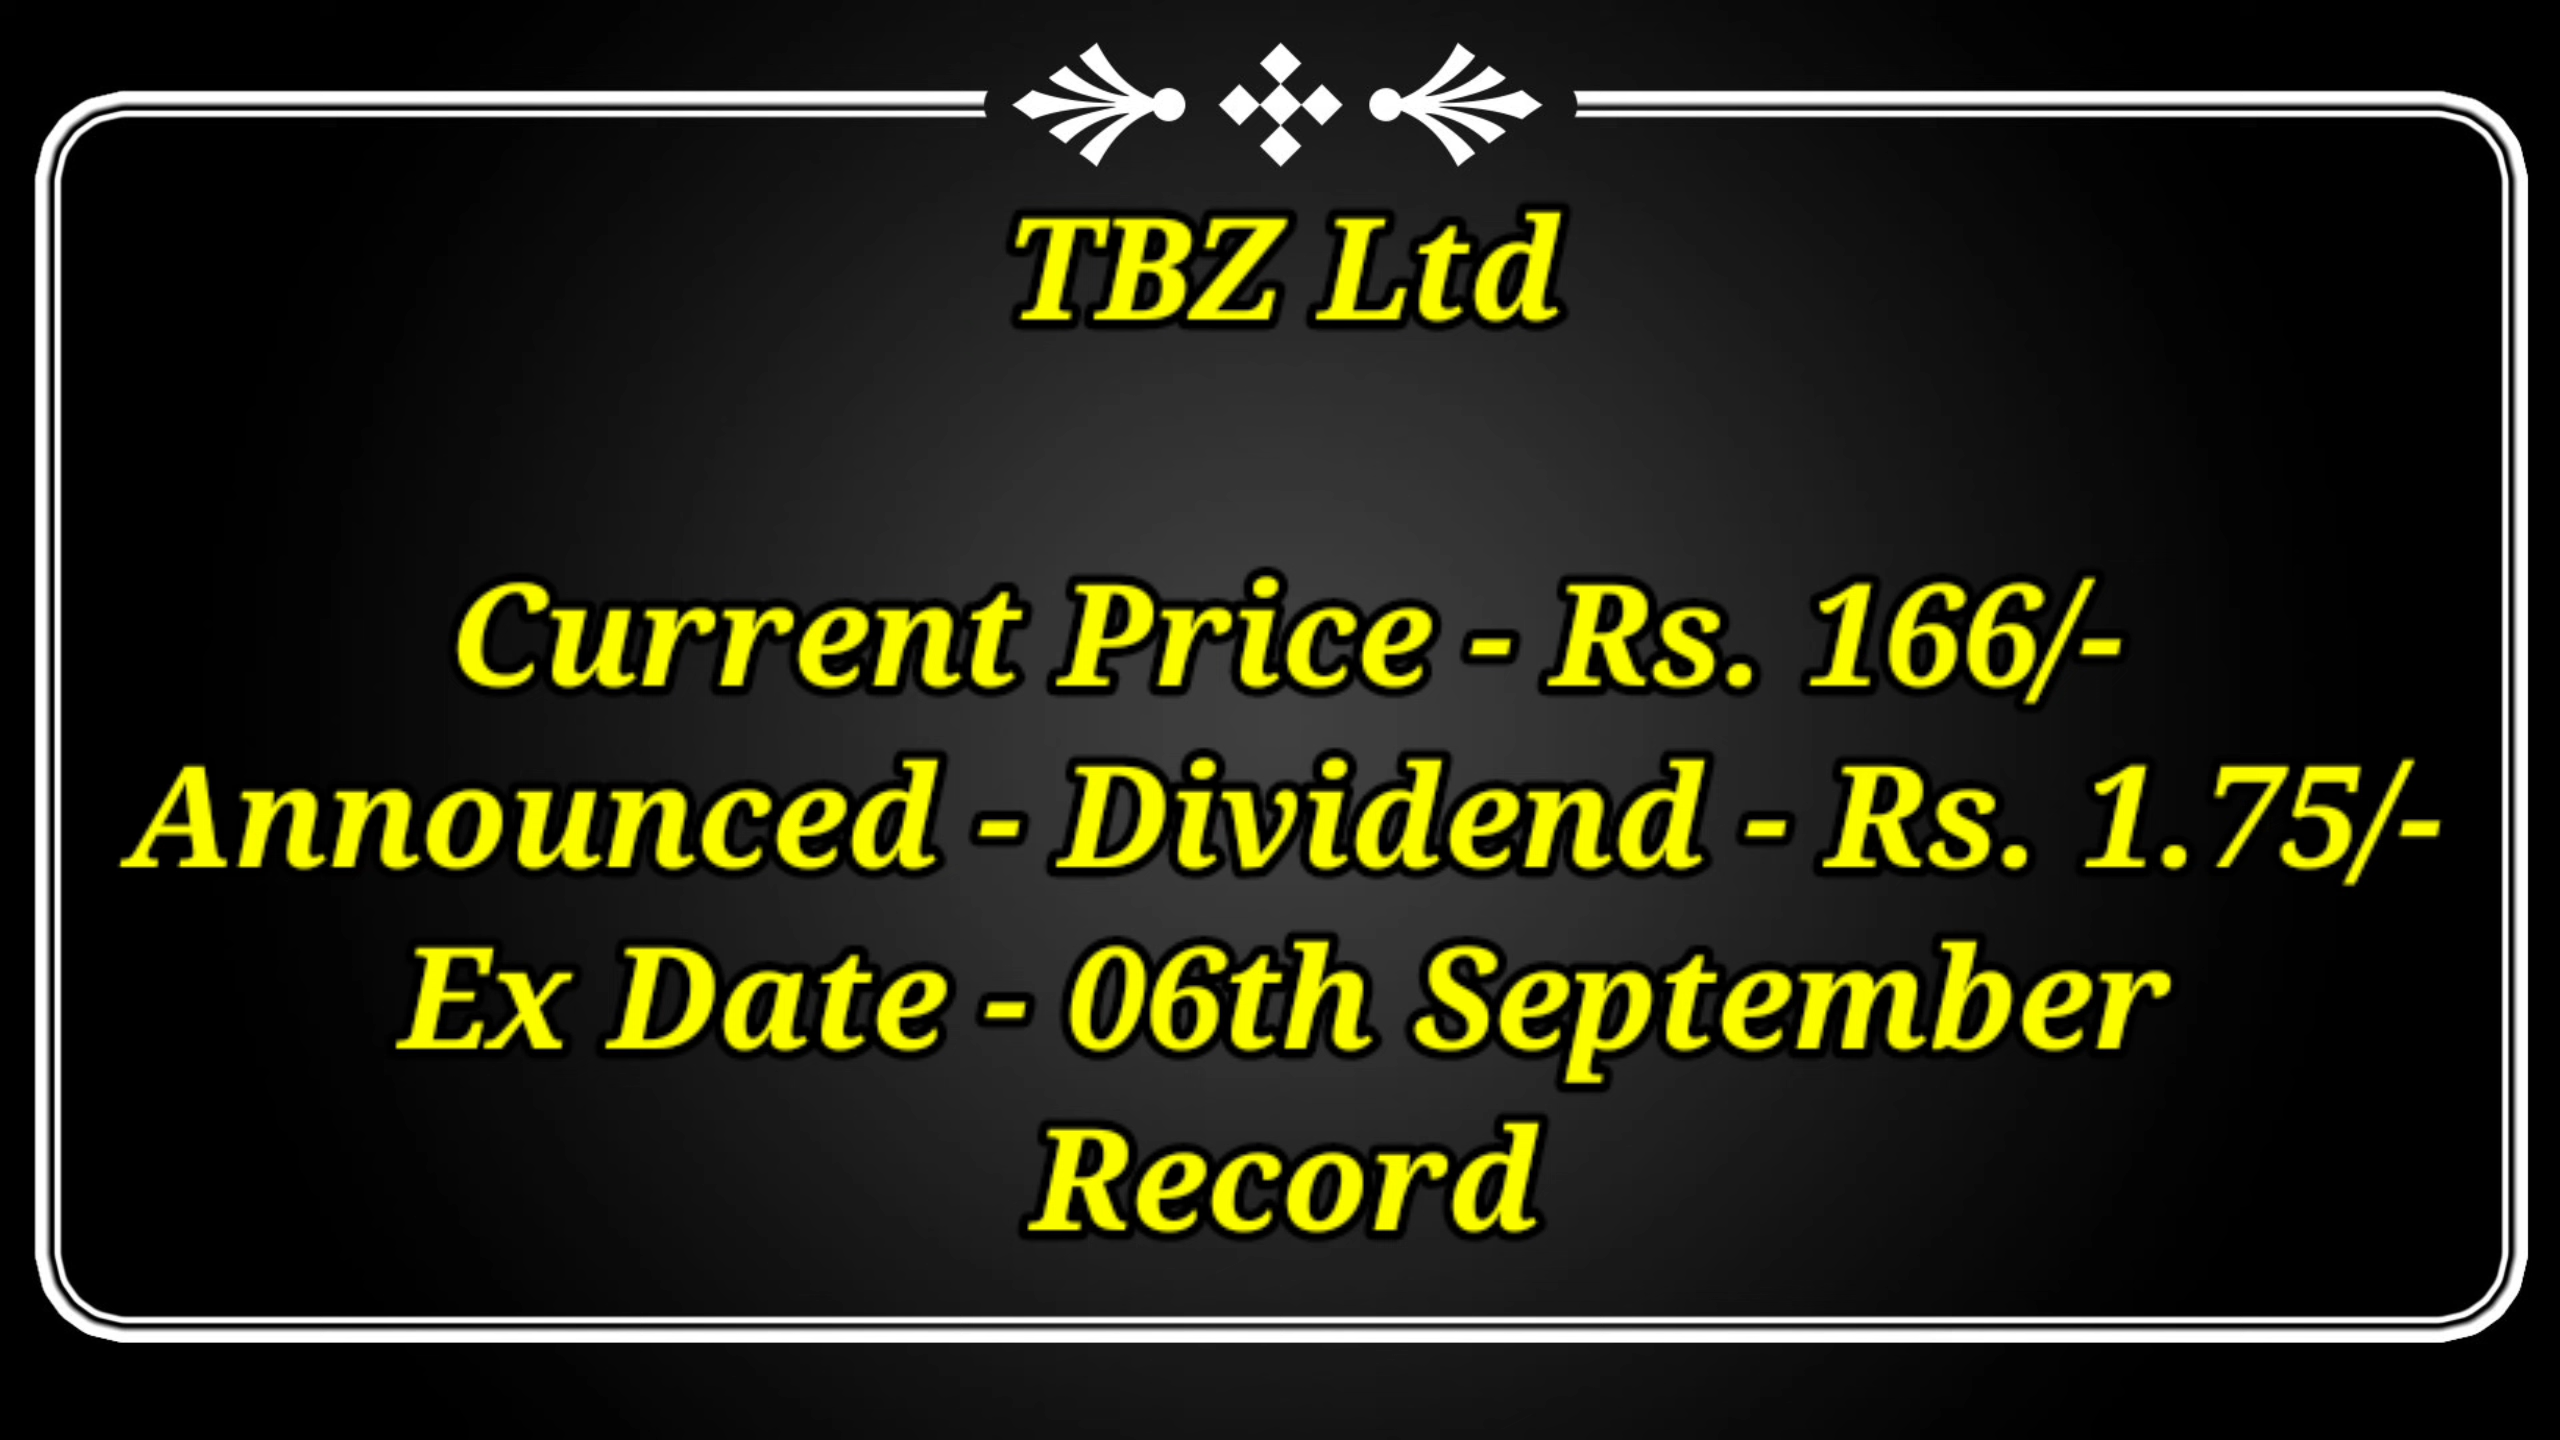 TBZ Ltd
Current Price - Rs. 166/-
Announced - Dividend - Rs. 1.75/-
Ex Date - 06th September
Record